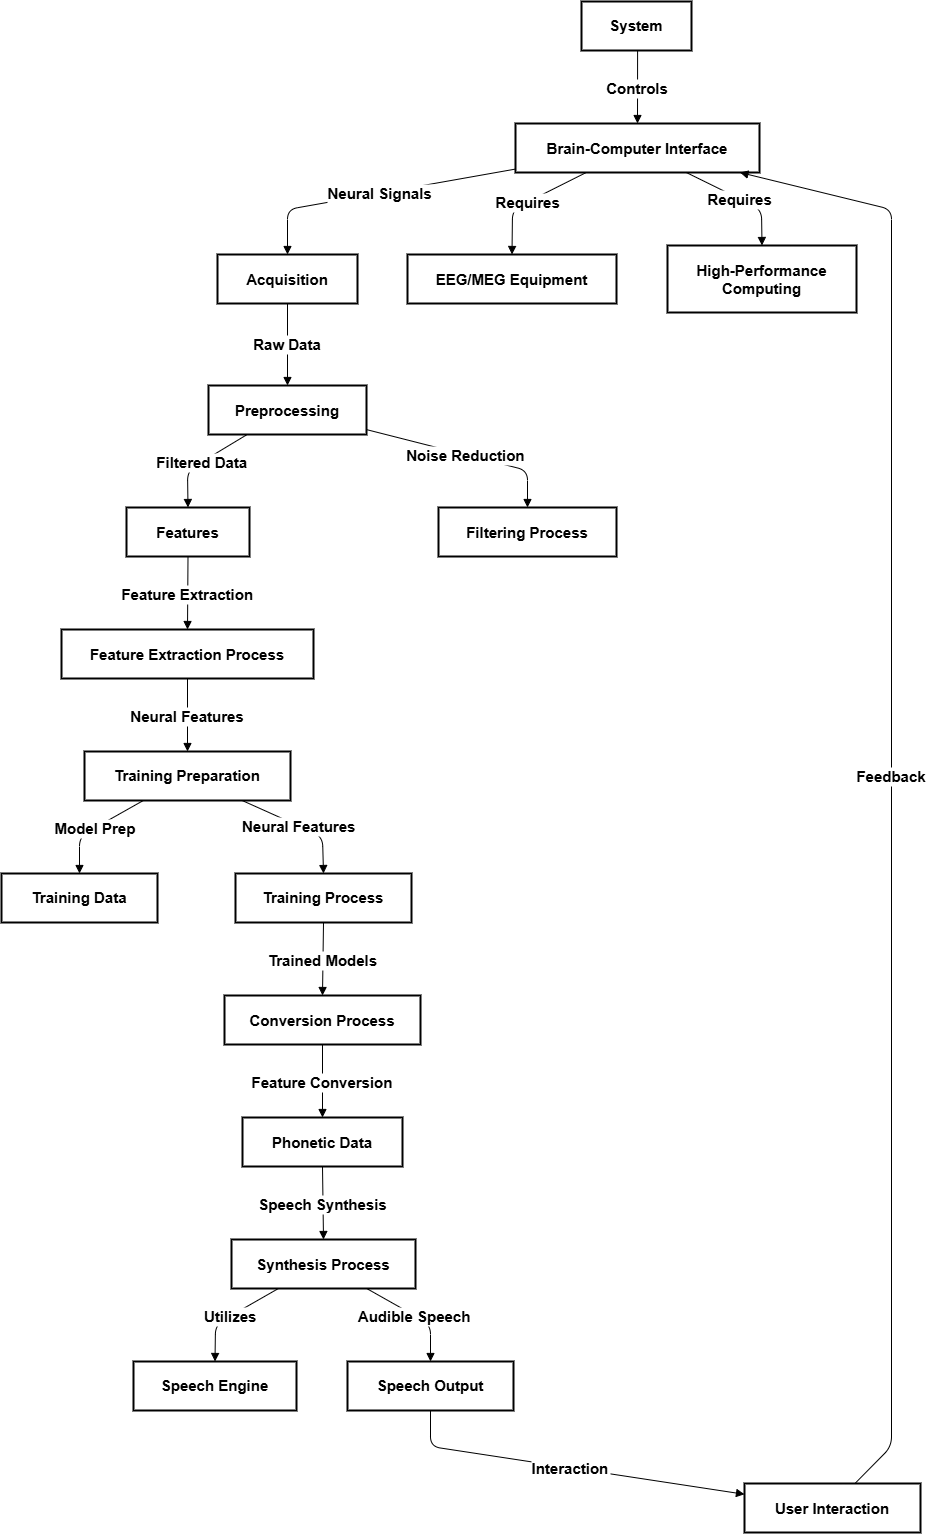 System
Controls
Brain-Computer Interface
Neural Signals
Requires
Requires
Acquisition
EEG/MEG Equipment
High-Performance
Computing
Raw Data
Preprocessing
Filtered Data
Noise Reduction
Features
Filtering Process
Feature Extraction
Feature Extraction Process
Neural Features
Training Preparation
Feedback
Model Prep
Neural Features
Training Data
Training Process
Trained Models
Conversion Process
Feature Conversion
Phonetic Data
Speech Synthesis
Synthesis Process
Utilizes
Audible Speech
Speech Engine
Speech Output
Interaction
User Interaction